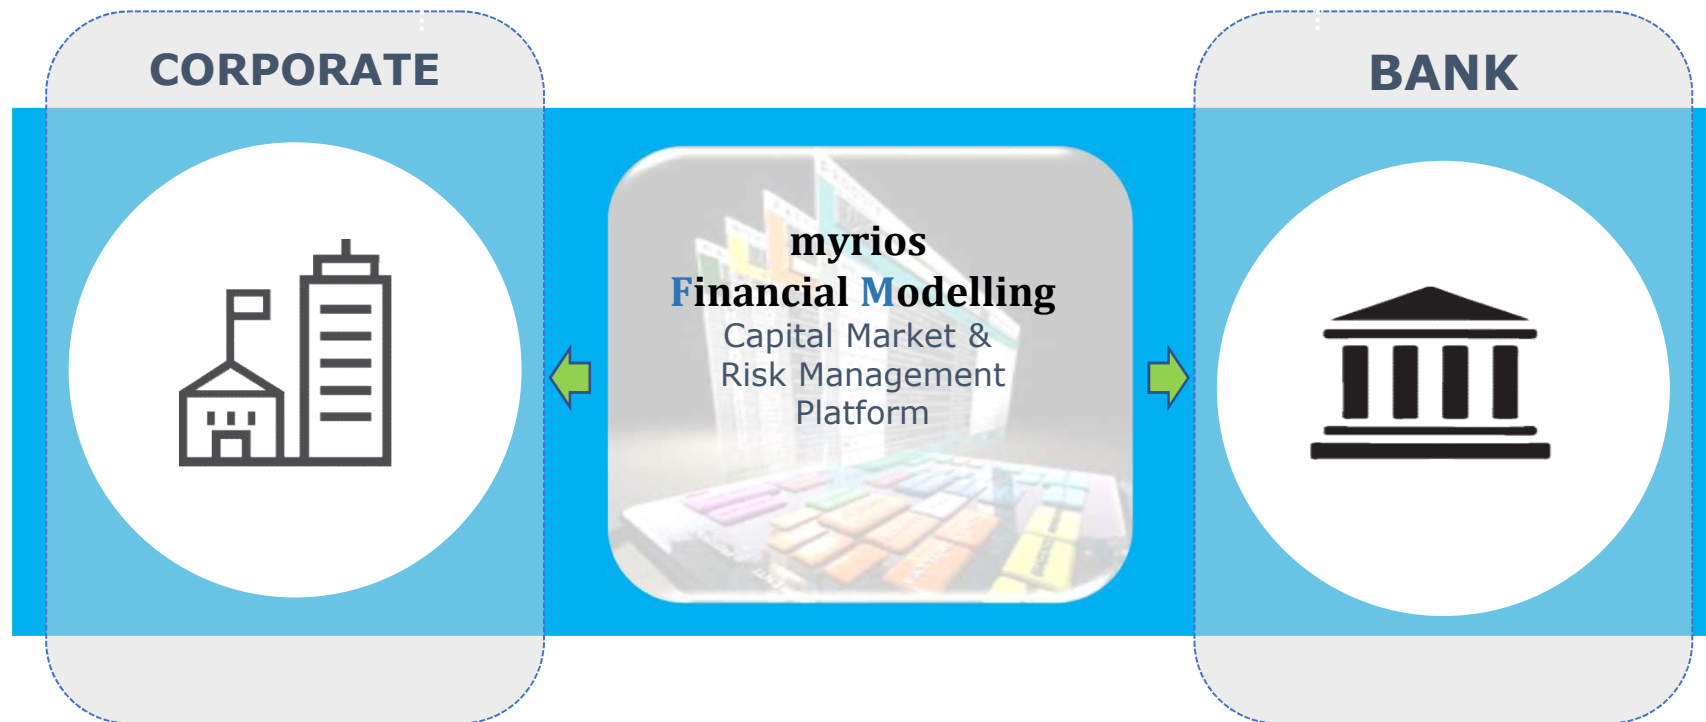 CORPORATE
BANK
myrios
Financial Modelling
Capital Market &
Risk Management
Platform